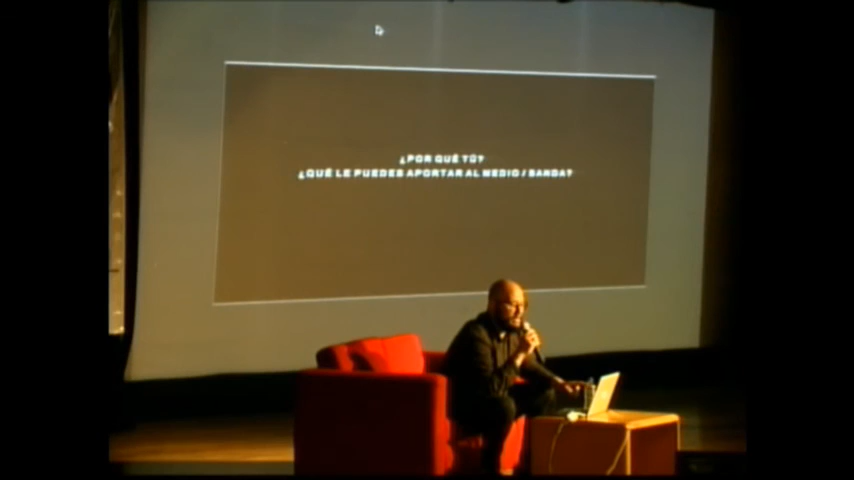 ¿POR QUÉ TÚ?
¿QUÉ LE PUEDES APORTAR AL MEDIO / BANDA?